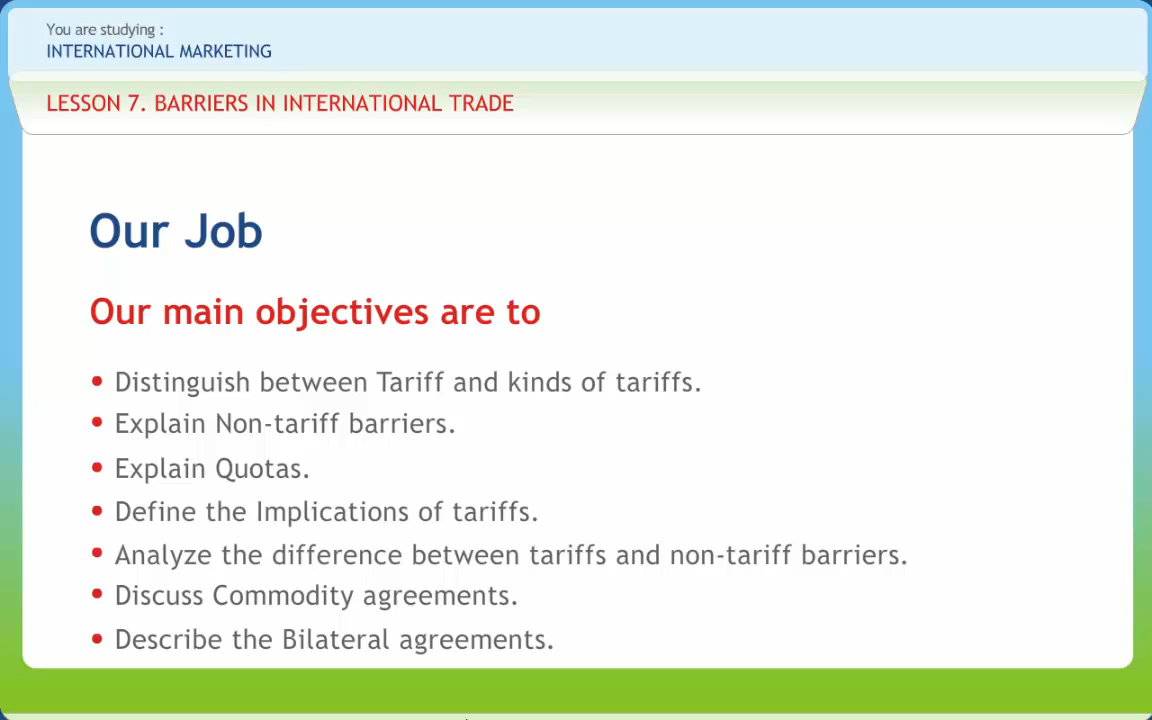 You are studying :
INTERNATIONAL MARKETING
LESSON 7. BARRIERS IN INTERNATIONAL TRADE
Our Job
Our main objectives are to
• Distinguish between Tariff and kinds of tariffs.
• Explain Non-tariff barriers.
• Explain Quotas.
• Define the Implications of tariffs.
• Analyze the difference between tariffs and non-tariff barriers.
• Discuss Commodity agreements.
• Describe the Bilateral agreements.